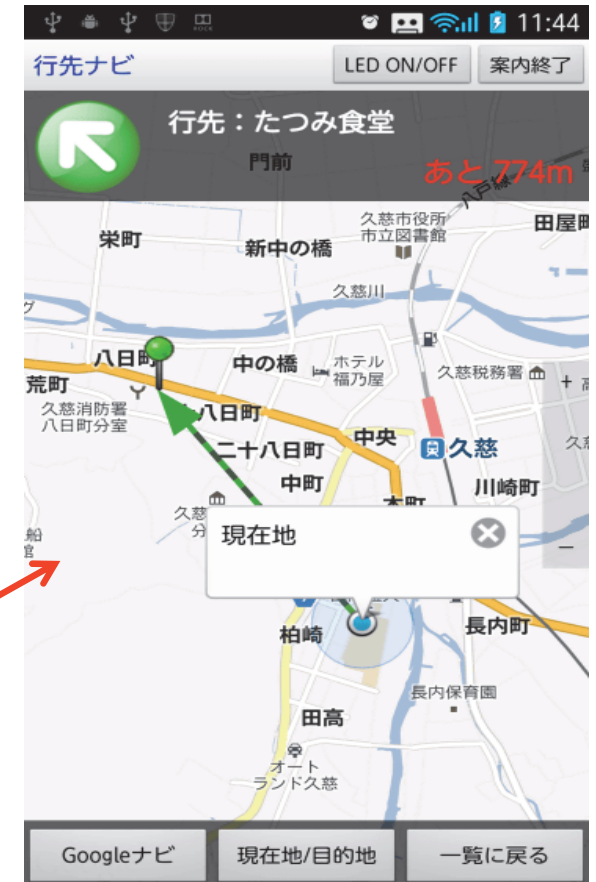 ROCK
11:44
行先ナビ
LED ON/OFF
案内終了
行先：たつみ食堂
門前
あと 774m
八戸線
久慈市役所
市立図書館
田屋町
栄町
新中の橋
久慈川
八日町
中の橋
ホテル
福乃屋
久慈税務署
荒町
久慈消防署
八日町分室
十八日町
二十八日町
中央
久慈
+
中町
川崎町
本町
現在地
−
柏崎
長内町
長内保育園
田高
オート
ランド久慈
Googleナビ
現在地/目的地
一覧に戻る